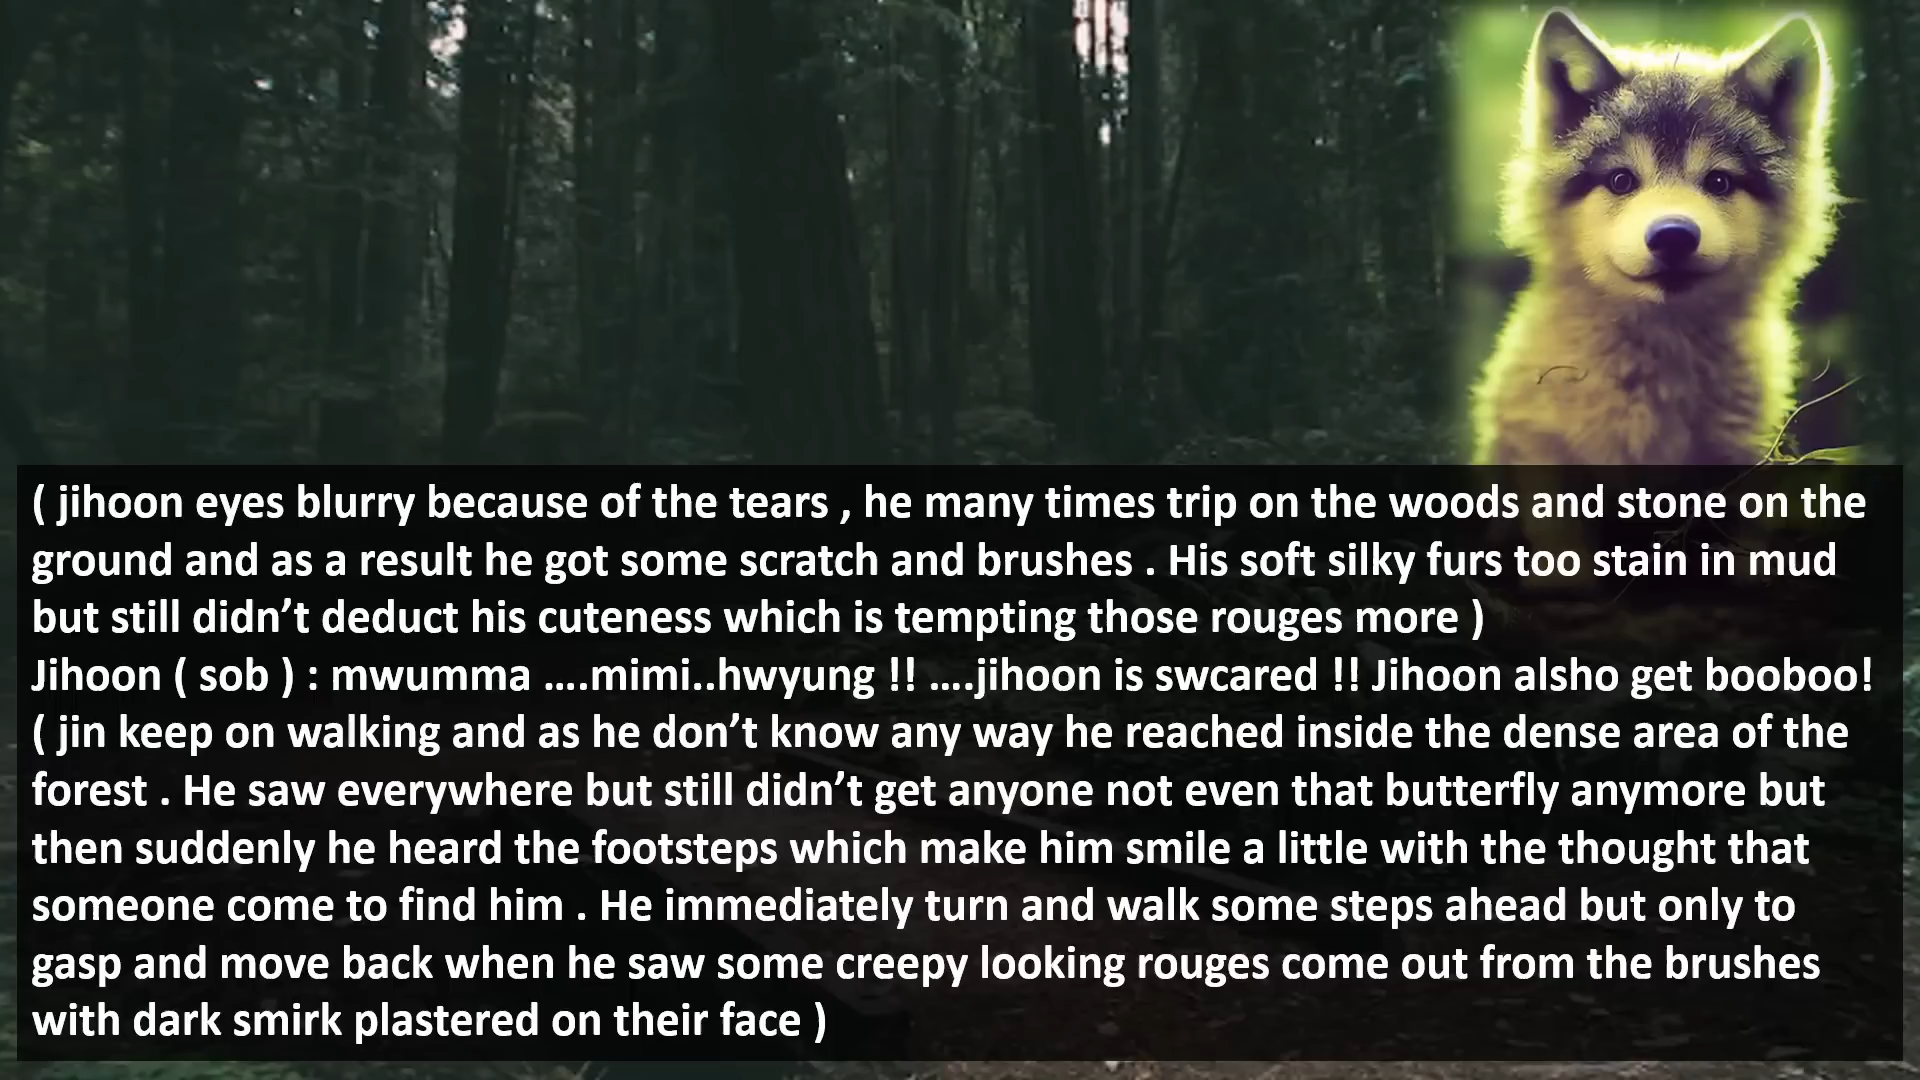 ( jihoon eyes blurry because of the tears , he many times trip on the woods and stone on the
ground and as a result he got some scratch and brushes . His soft silky furs too stain in mud
but still didn’t deduct his cuteness which is tempting those rouges more )
Jihoon ( sob ) : mwumma ....mimi..hwyung !! ....jihoon is swcared !! Jihoon alsho get booboo!
( jin keep on walking and as he don’t know any way he reached inside the dense area of the
forest . He saw everywhere but still didn’t get anyone not even that butterfly anymore but
then suddenly he heard the footsteps which make him smile a little with the thought that
someone come to find him . He immediately turn and walk some steps ahead but only to
gasp and move back when he saw some creepy looking rouges come out from the brushes
with dark smirk plastered on their face )